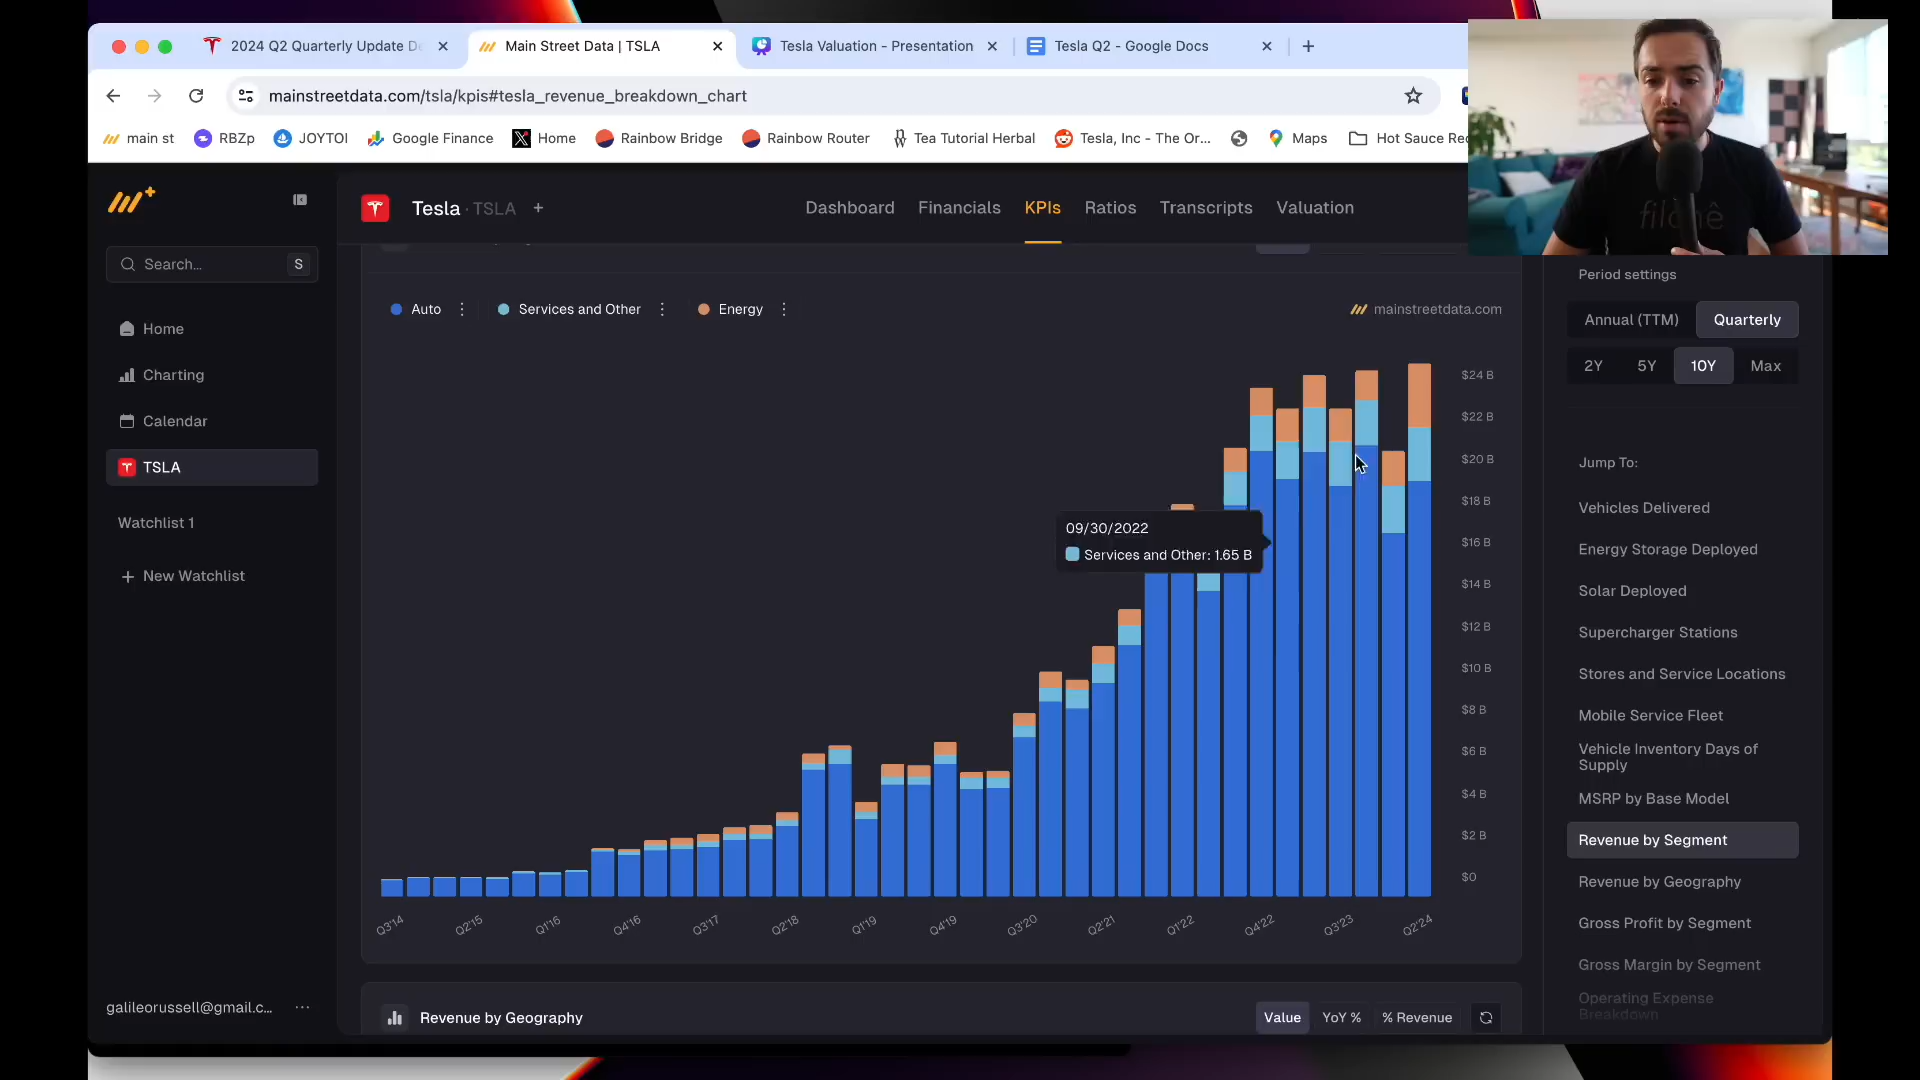 2024 Q2 Quarterly Update De
Main Street Data | TSLA
Tesla Valuation - Presentation
Tesla Q2 - Google Docs
mainstreetdata.com/tsla/kpis#tesla_revenue_breakdown_chart
main st
RBZp
JOYTOI
Google Finance
Home
Rainbow Bridge
Rainbow Router
Tea Tutorial Herbal
Tesla, Inc - The Or...
Maps
Hot Sauce Rec
filohê
Tesla · TSLA
Dashboard
Financials
KPIs
Ratios
Transcripts
Valuation
Search...
S
Home
Charting
Calendar
TSLA
Watchlist 1
New Watchlist
galileorussell@gmail.c...
Auto
Services and Other
Energy
mainstreetdata.com
09/30/2022
Services and Other: 1.65 B
$24 B
$22 B
$20 B
$18 B
$16 B
$14 B
$12 B
$10 B
$8 B
$6 B
$4 B
$2 B
$0
Q3'14
Q2'15
Q1'16
Q4'16
Q3'17
Q2'18
Q1'19
Q4'19
Q3'20
Q2'21
Q1'22
Q4'22
Q3'23
Q2'24
Revenue by Geography
Value
YoY %
% Revenue
Period settings
Annual (TTM)
Quarterly
2Y
5Y
10Y
Max
Jump To:
Vehicles Delivered
Energy Storage Deployed
Solar Deployed
Supercharger Stations
Stores and Service Locations
Mobile Service Fleet
Vehicle Inventory Days of
Supply
MSRP by Base Model
Revenue by Segment
Revenue by Geography
Gross Profit by Segment
Gross Margin by Segment
Operating Expense
Breakdown